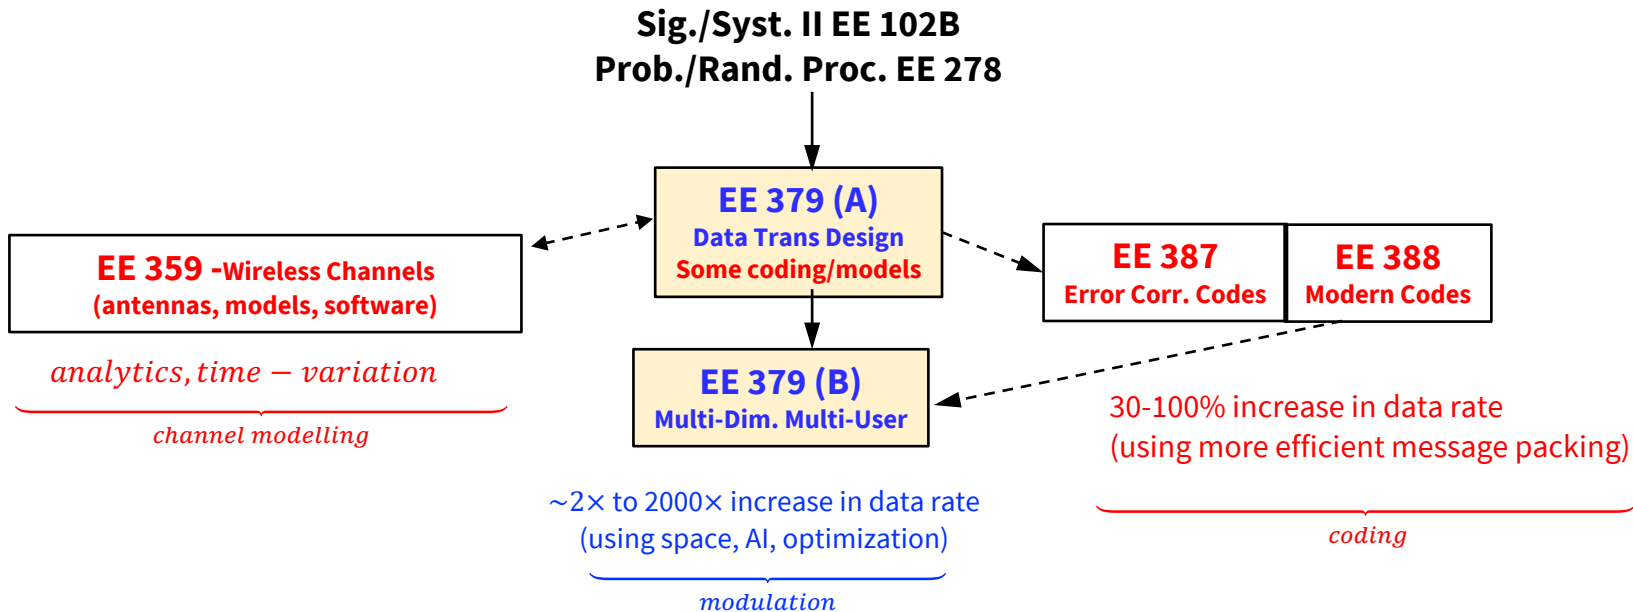 Sig./Syst. II EE 102B
Prob./Rand. Proc. EE 278
EE 379 (A)
Data Trans Design
Some coding/models
EE 359 -Wireless Channels
(antennas, models, software)
analytics, time − variation
channel modelling
EE 387
Error Corr. Codes
EE 388
Modern Codes
EE 379 (B)
Multi-Dim. Multi-User
30-100% increase in data rate
(using more efficient message packing)
coding
~2× to 2000× increase in data rate
(using space, AI, optimization)
modulation